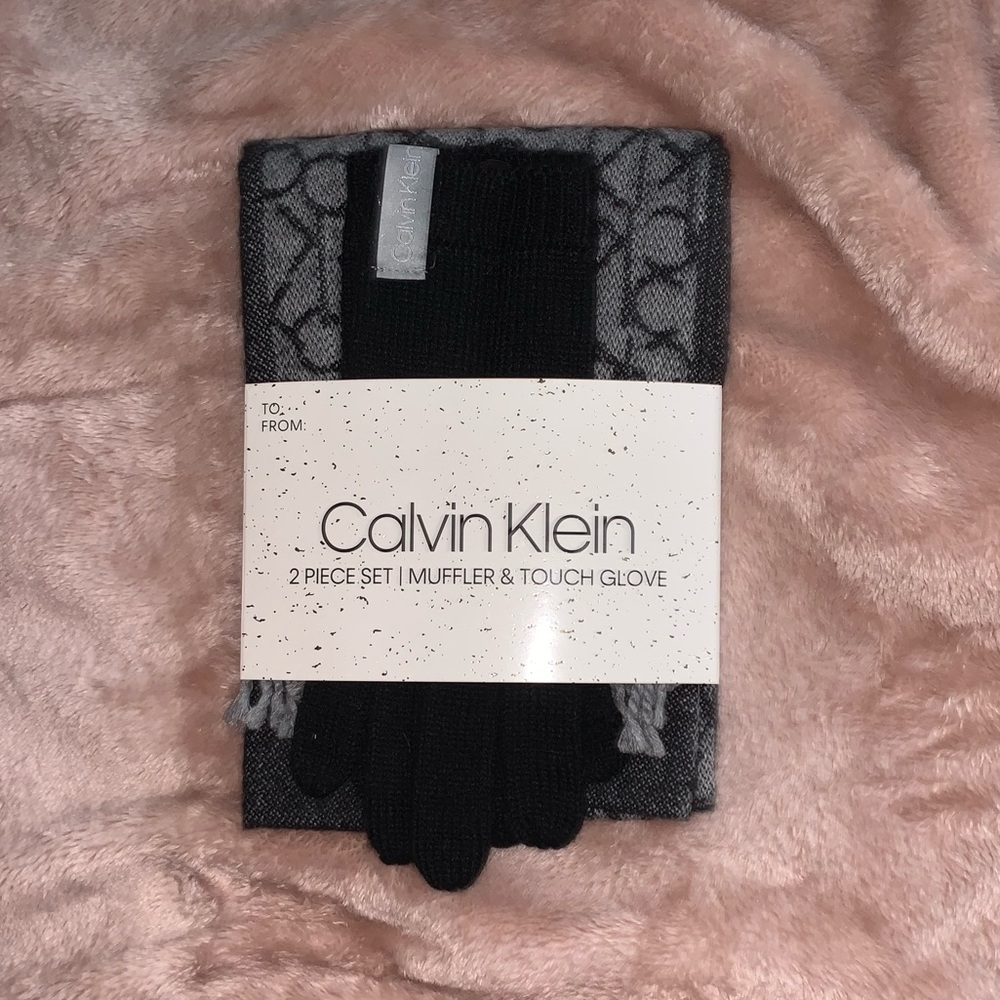 Calvin Klein
TO:
FROM:
Calvin Klein
2 PIECE SET | MUFFLER & TOUCH GLOVE